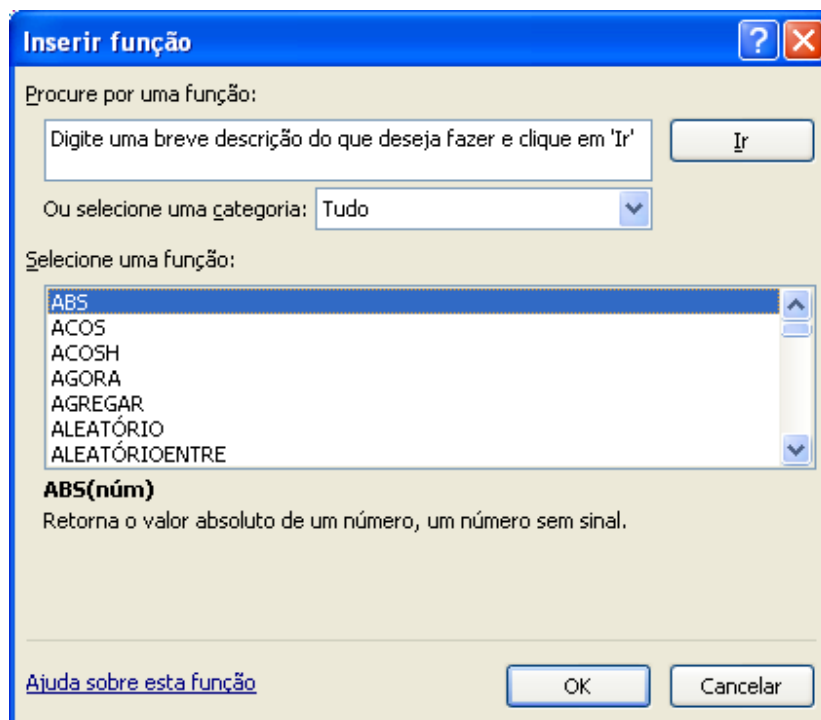 Inserir função
Procure por uma função:
Digite uma breve descrição do que deseja fazer e clique em 'Ir'
Ir
Ou selecione uma categoria: Tudo
Selecione uma função:
ABS
ACOS
ACOSH
AGORA
AGREGAR
ALEATÓRIO
ALEATÓRIOENTRE
ABS(núm)
Retorna o valor absoluto de um número, um número sem sinal.
Ajuda sobre esta função
OK
Cancelar